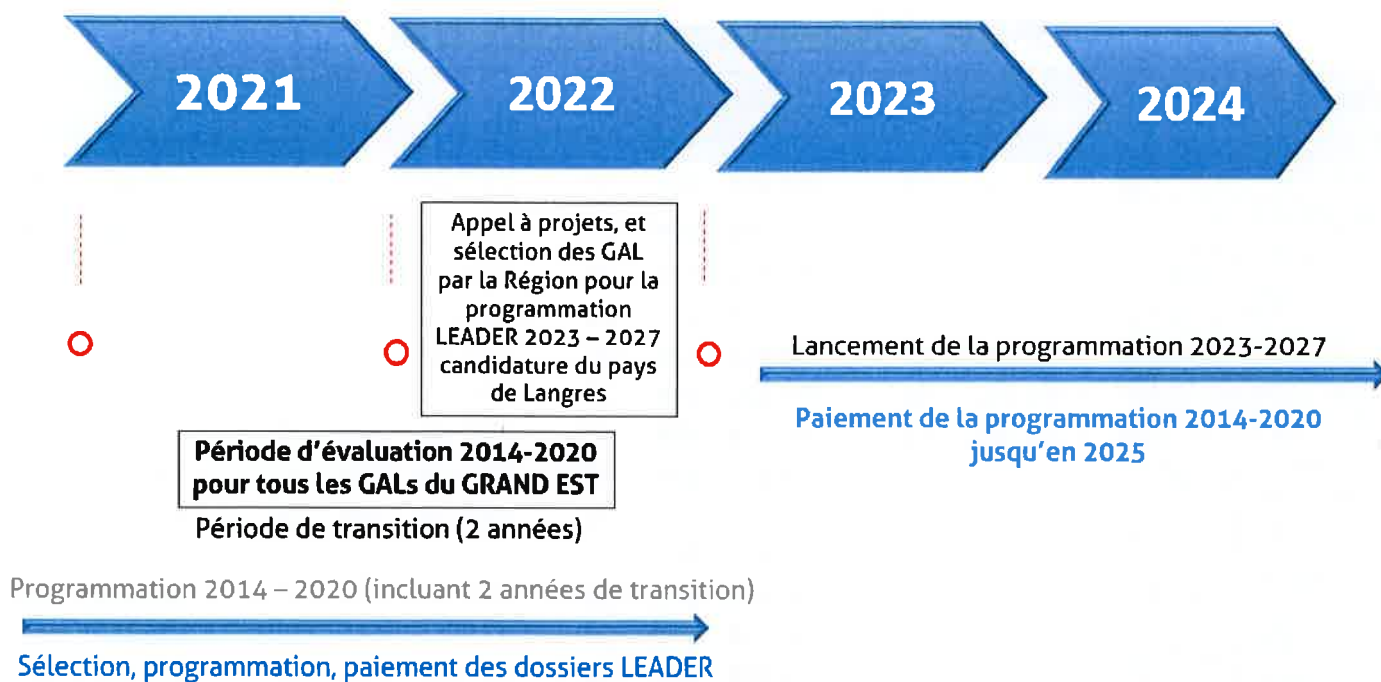 2021
2022
2023
2024
Appel à projets, et
sélection des GAL
par la Région pour la
programmation
LEADER 2023 – 2027
candidature du pays
de Langres
Lancement de la programmation 2023-2027
Paiement de la programmation 2014-2020
jusqu'en 2025
Période d'évaluation 2014-2020
pour tous les GALs du GRAND EST
Période de transition (2 années)
Programmation 2014 – 2020 (incluant 2 années de transition)
Sélection, programmation, paiement des dossiers LEADER